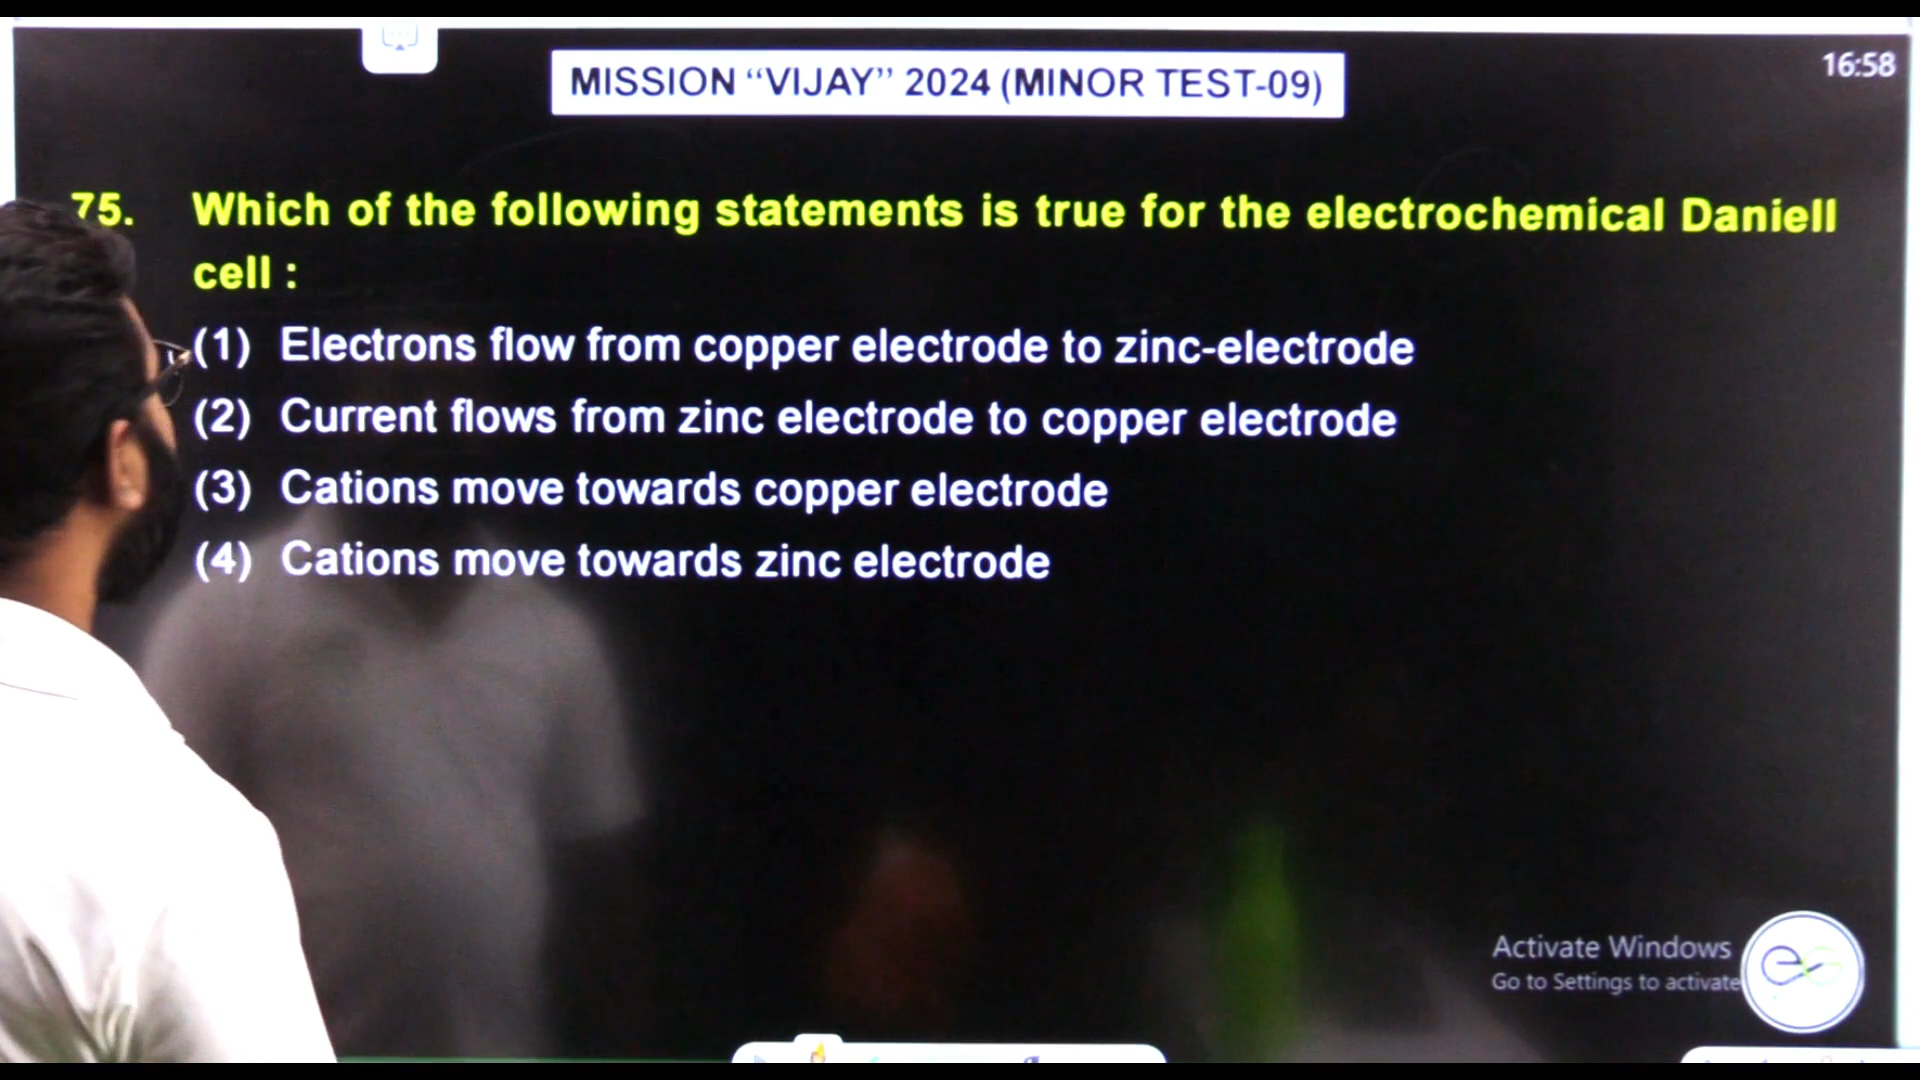 16:58
MISSION “VIJAY” 2024 (MINOR TEST-09)
75. Which of the following statements is true for the electrochemical Daniell
cell :
(1) Electrons flow from copper electrode to zinc-electrode
(2) Current flows from zinc electrode to copper electrode
(3) Cations move towards copper electrode
(4) Cations move towards zinc electrode
Activate Windows
Go to Settings to activate